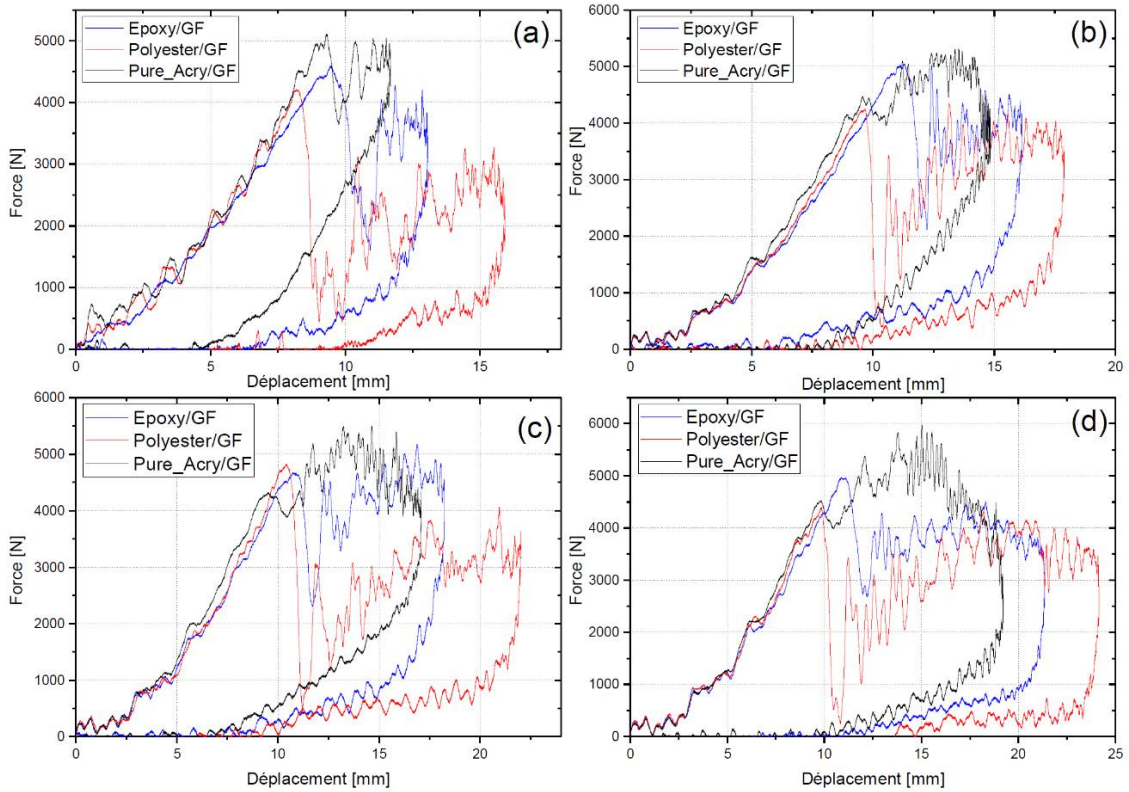 (a)
Epoxy/GF
Polyester/GF
Pure_Acry/GF
Force [N]
5000
4000
3000
2000
1000
0
0 5 10 15
Déplacement [mm]
(b)
Epoxy/GF
Polyester/GF
Pure_Acry/GF
Force [N]
6000
5000
4000
3000
2000
1000
0
0 5 10 15 20
Déplacement [mm]
(c)
Epoxy/GF
Polyester/GF
Pure_Acry/GF
Force [N]
6000
5000
4000
3000
2000
1000
0
0 5 10 15 20
Déplacement [mm]
(d)
Epoxy/GF
Polyester/GF
Pure_Acry/GF
Force [N]
6000
5000
4000
3000
2000
1000
0
0 5 10 15 20 25
Déplacement [mm]